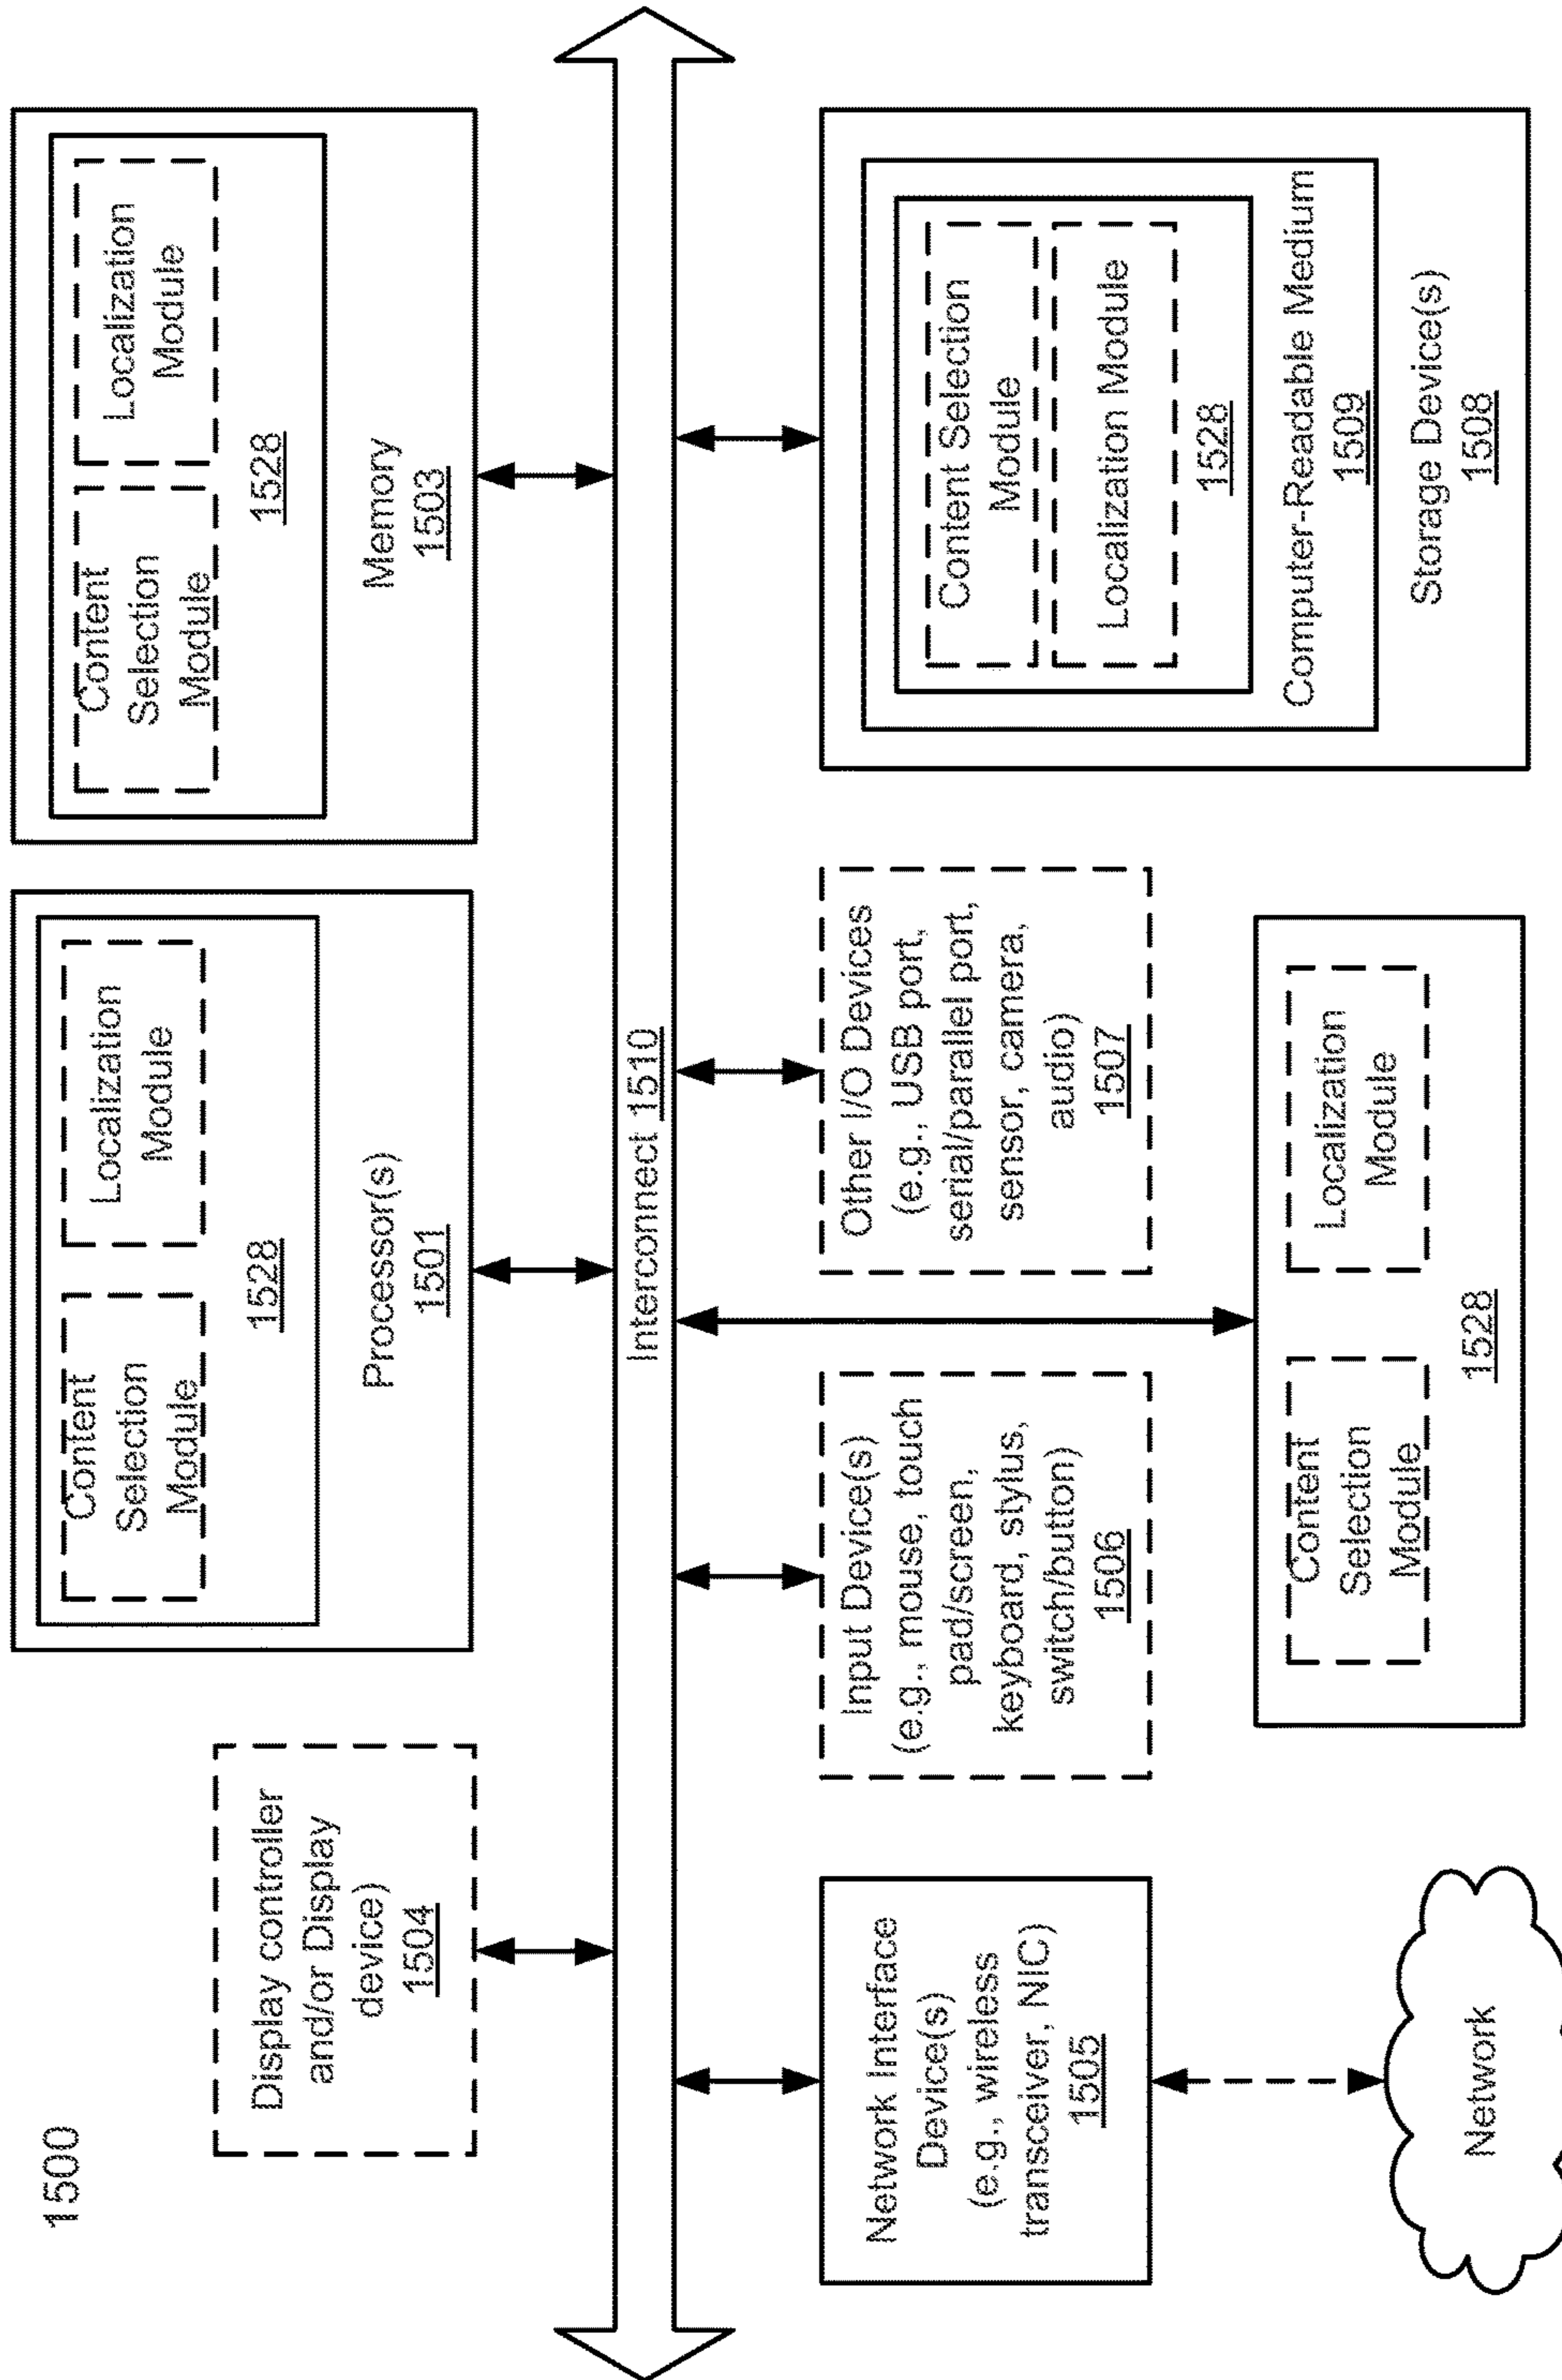 1500
Display controller
and/or Display
device)
1504
Content
Selection
Module
Localization
Module
1528
Processor(s)
1501
Content
Selection
Module
Localization
Module
1528
Memory
1503
Interconnect 1510
Network Interface
Device(s)
(e.g., wireless
transceiver, NIC)
1505
Input Device(s)
(e.g., mouse, touch
pad/screen,
keyboard, stylus,
switch/button)
1506
Other I/O Devices
(e.g., USB port,
serial/parallel port,
sensor, camera,
audio)
1507
Content Selection
Module
Localization Module
1528
Computer-Readable Medium
1509
Storage Device(s)
1508
Network
Content
Selection
Module
Localization
Module
1528